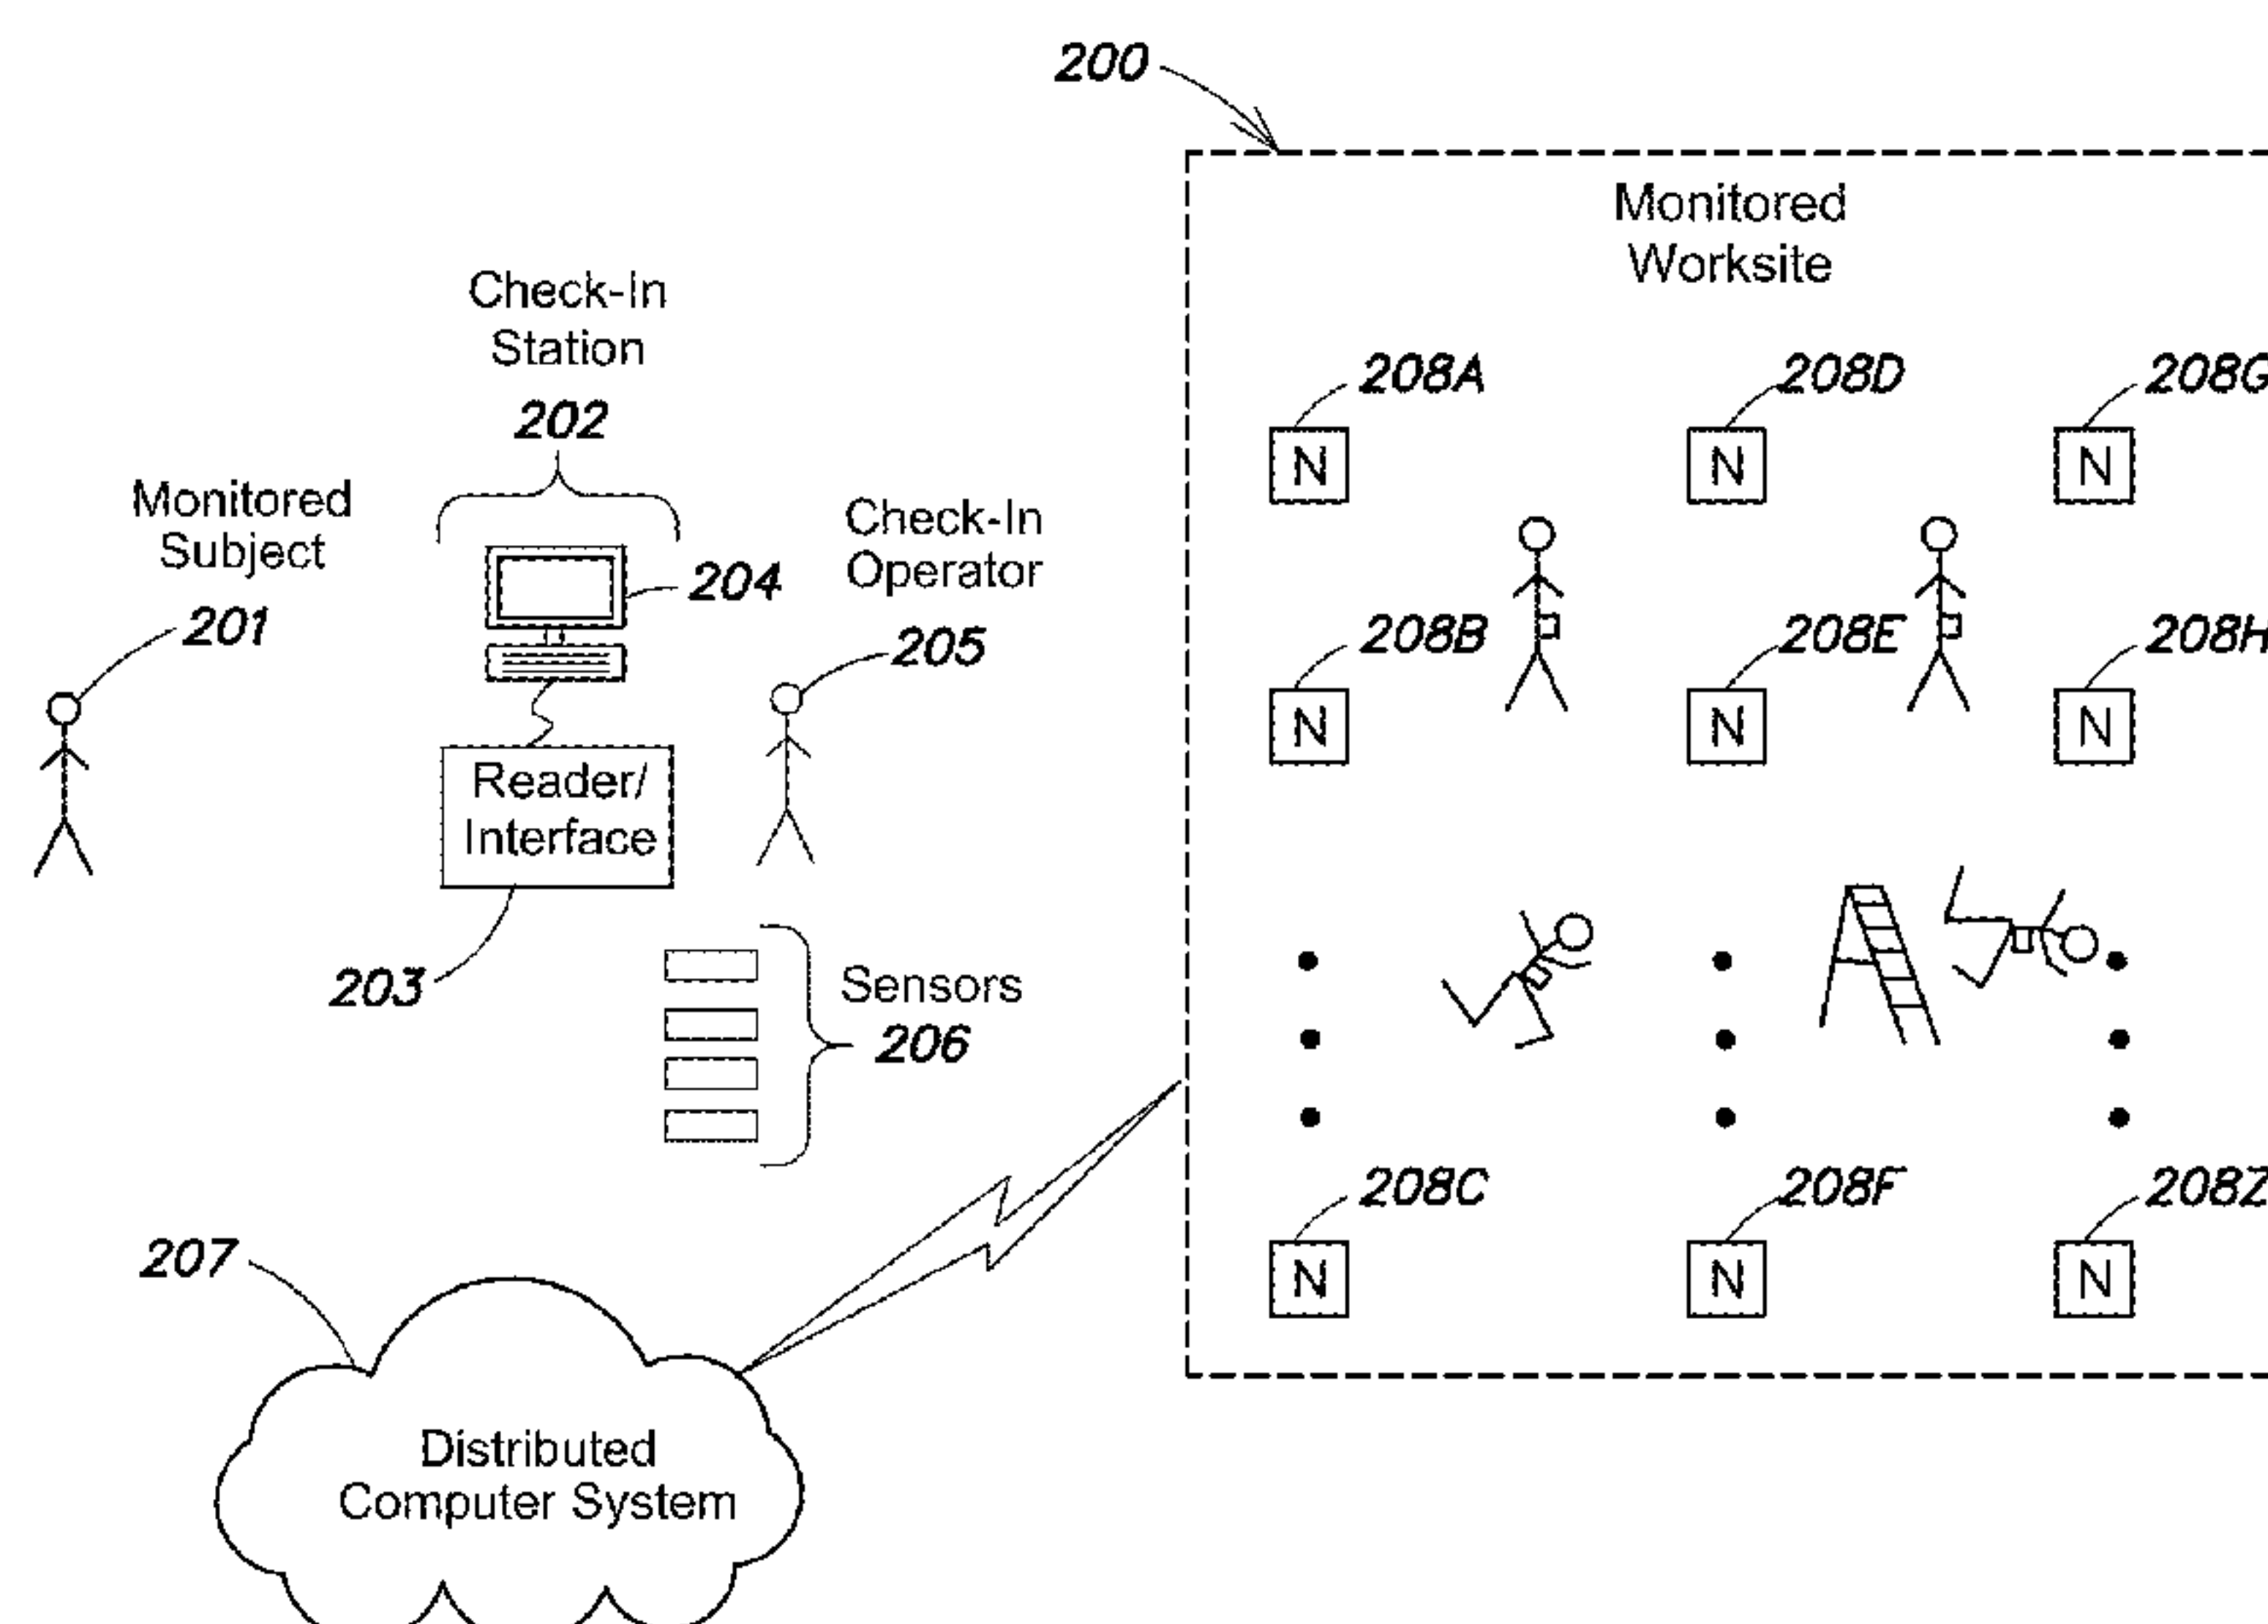 200
Monitored
Worksite
Check-In
Station
202
Monitored
Subject
201
204
Check-In
Operator
205
Reader/
Interface
203
Sensors
206
207
Distributed
Computer System
208A
208D
208G
N
N
N
208B
208E
208H
N
N
N
208C
208F
208Z
N
N
N